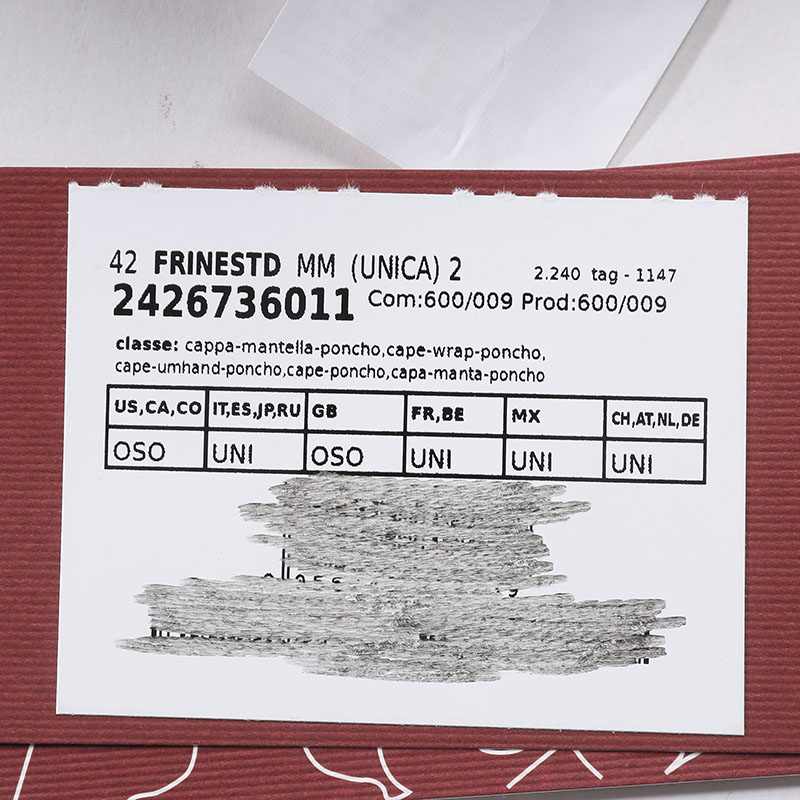 42 FRINESTD MM (UNICA) 2 2.240 tag - 1147
2426736011 Com:600/009 Prod:600/009
classe: cappa-mantella-poncho,cape-wrap-poncho,
cape-umhand-poncho,cape-poncho,capa-manta-poncho
US,CA,CO IT,ES,JP,RU GB FR,BE MX CH,AT,NL,DE
OSO UNI OSO UNI UNI UNI